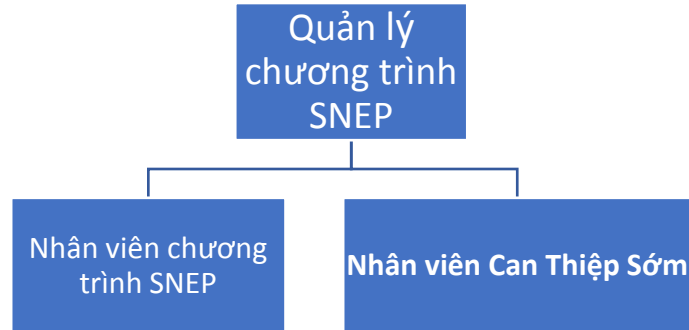 Quản lý
chương trình
SNEP
Nhân viên chương
trình SNEP
Nhân viên Can Thiệp Sớm